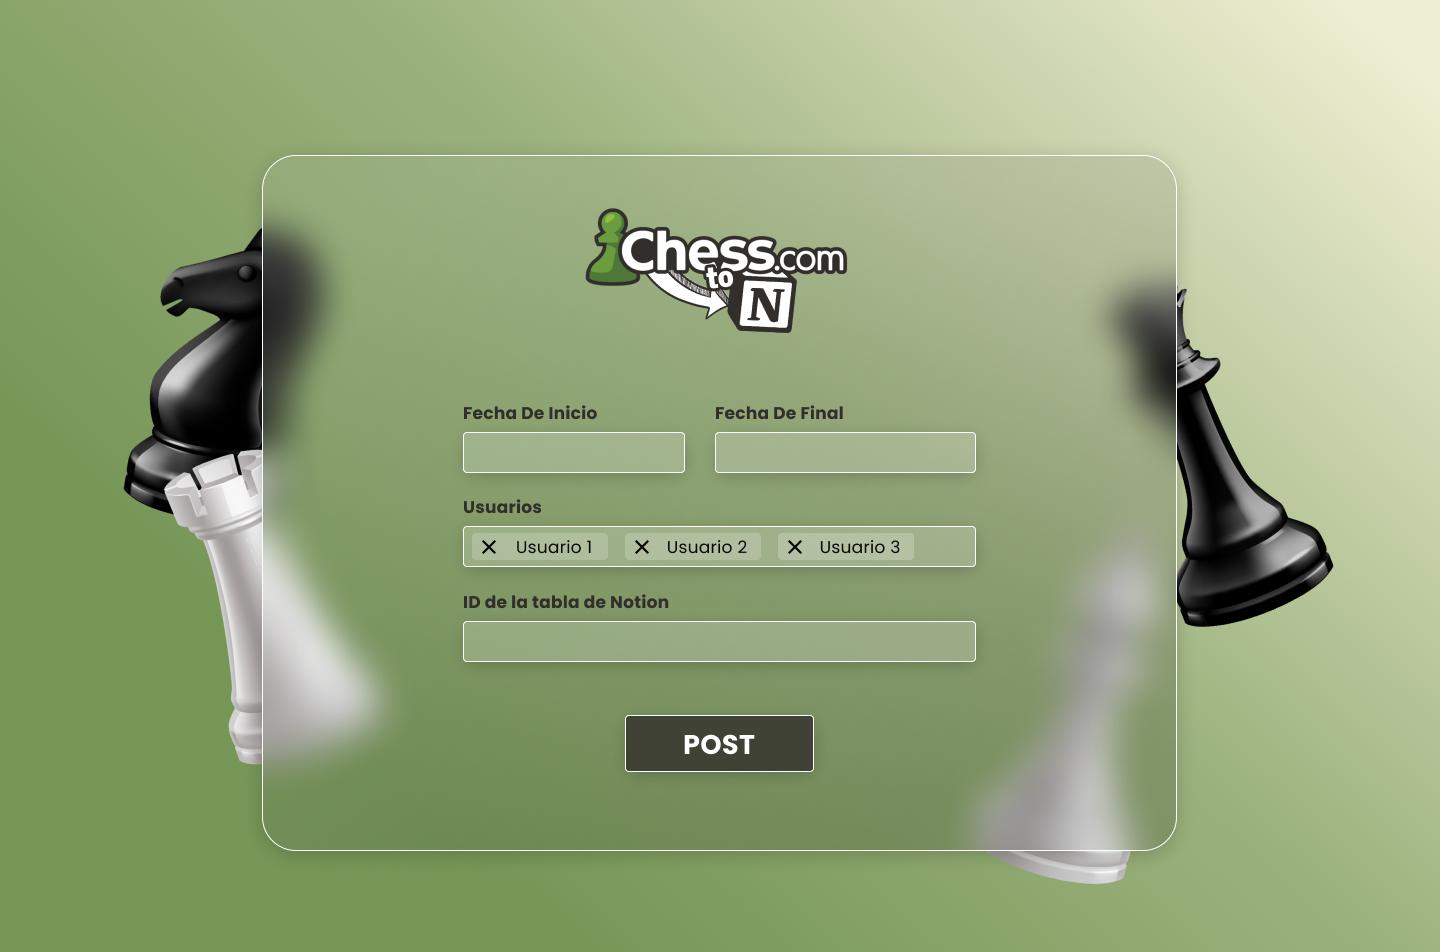 Chess.com
to
N
Fecha De Inicio Fecha De Final
Usuarios
Usuario 1 Usuario 2 Usuario 3
ID de la tabla de Notion
POST